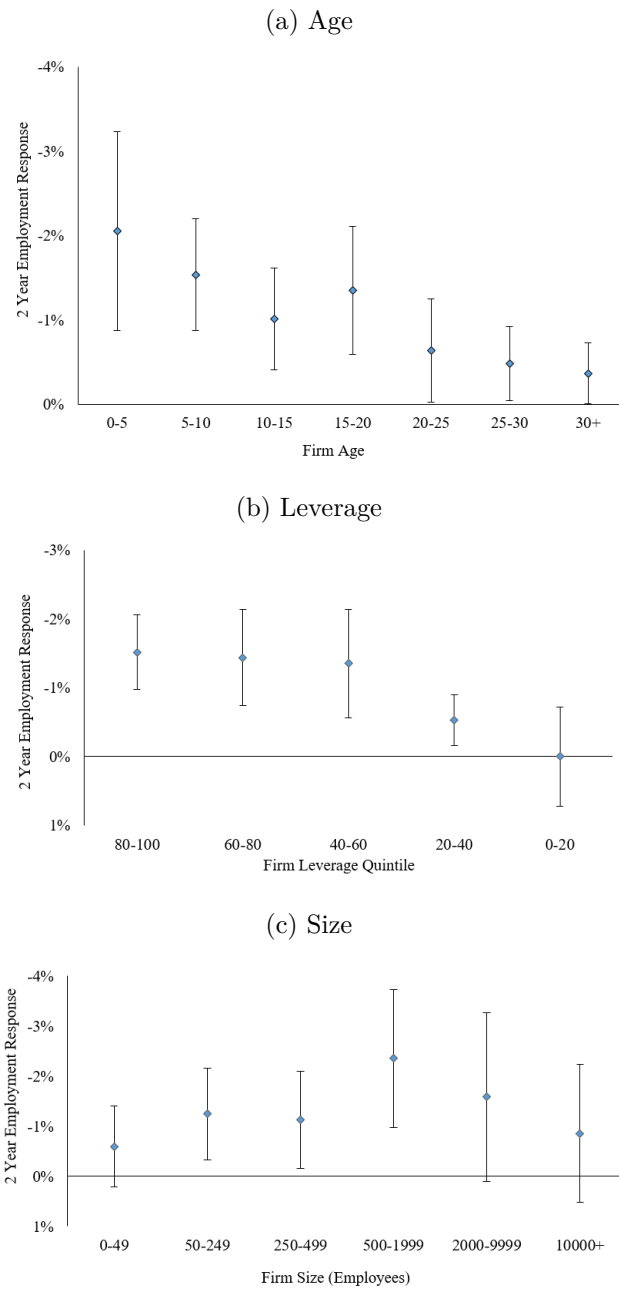 (a) Age
-4%
-3%
-2%
-1%
0%
2 Year Employment Response
0-5 5-10 10-15 15-20 20-25 25-30 30+
Firm Age
(b) Leverage
-3%
-2%
-1%
0%
1%
2 Year Employment Response
80-100 60-80 40-60 20-40 0-20
Firm Leverage Quintile
(c) Size
-4%
-3%
-2%
-1%
0%
1%
2 Year Employment Response
0-49 50-249 250-499 500-1999 2000-9999 10000+
Firm Size (Employees)